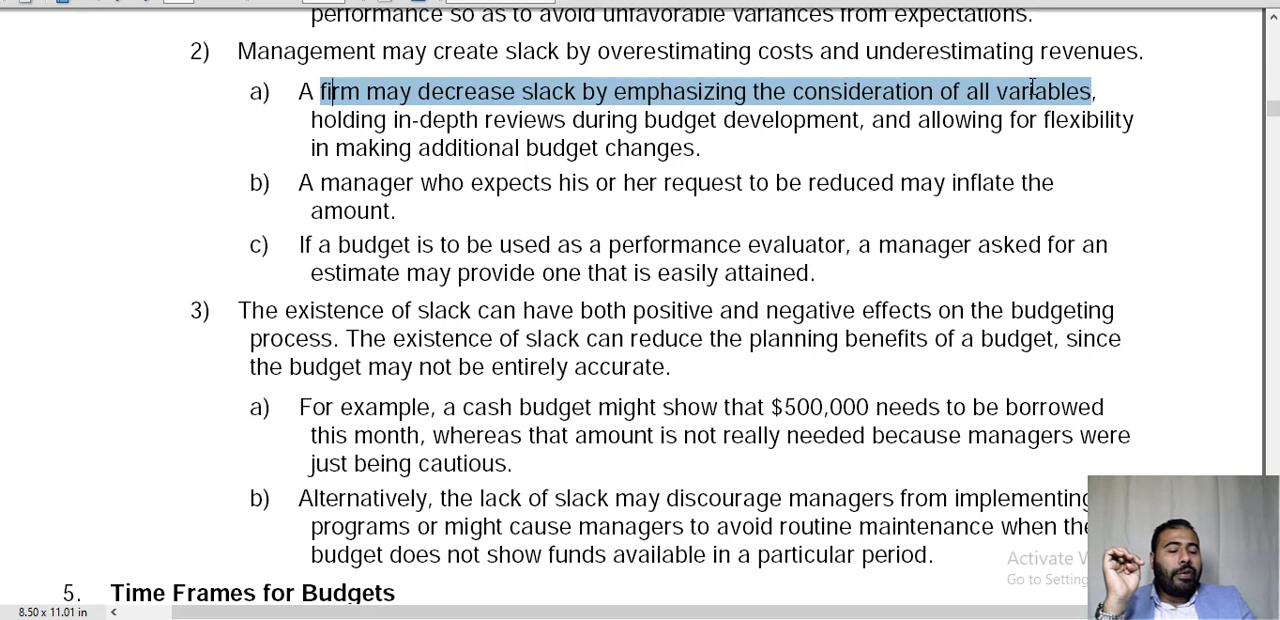 performance so as to avoid unfavorable variances from expectations.
2) Management may create slack by overestimating costs and underestimating revenues.
a) A firm may decrease slack by emphasizing the consideration of all variables,
holding in-depth reviews during budget development, and allowing for flexibility
in making additional budget changes.
b) A manager who expects his or her request to be reduced may inflate the
amount.
c) If a budget is to be used as a performance evaluator, a manager asked for an
estimate may provide one that is easily attained.
3) The existence of slack can have both positive and negative effects on the budgeting
process. The existence of slack can reduce the planning benefits of a budget, since
the budget may not be entirely accurate.
a) For example, a cash budget might show that $500,000 needs to be borrowed
this month, whereas that amount is not really needed because managers were
just being cautious.
b) Alternatively, the lack of slack may discourage managers from implementing
programs or might cause managers to avoid routine maintenance when the
budget does not show funds available in a particular period.
Activate
Go to Setting
5. Time Frames for Budgets
8.50 x 11.01 in